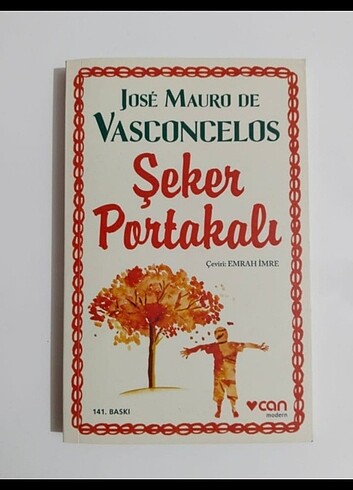 JOSÉ MAURO DE
VASCONCELOS
Şeker
Portakalı
Çeviri: EMRAH İMRE
can
modern
141. BASKI